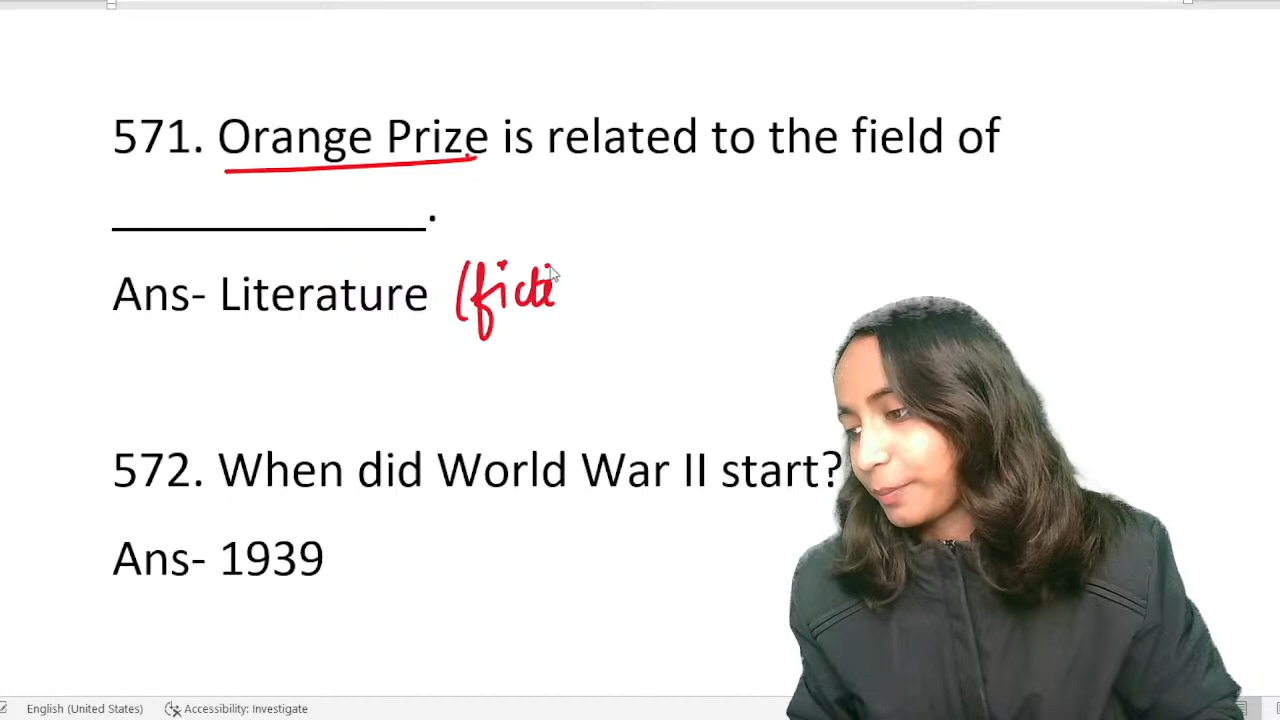 571. Orange Prize is related to the field of
_____________.
Ans- Literature (ficti
572. When did World War II start?
Ans- 1939
English (United States) Accessibility: Investigate